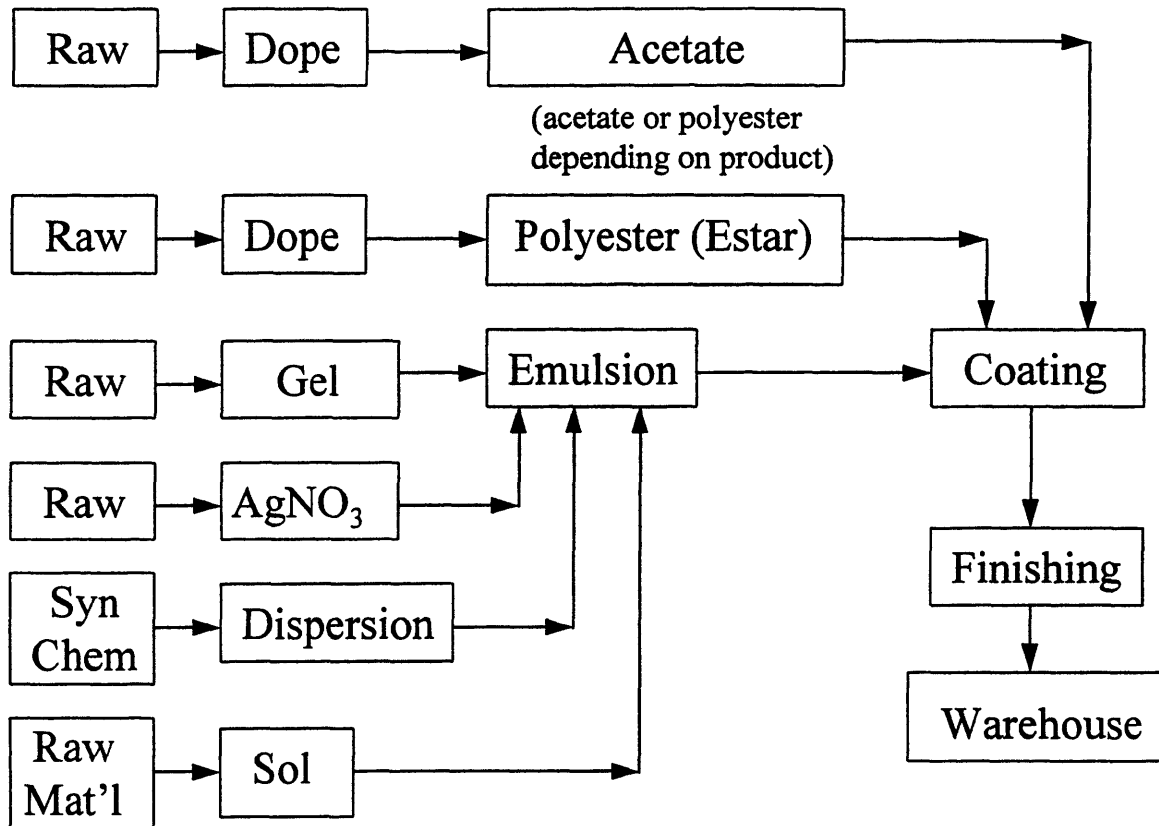 Raw
Dope
Acetate
(acetate or polyester
depending on product)
Raw
Dope
Polyester (Estar)
Raw
Gel
Emulsion
Coating
Raw
AgNO₃
Finishing
Syn
Chem
Dispersion
Warehouse
Raw
Mat'l
Sol